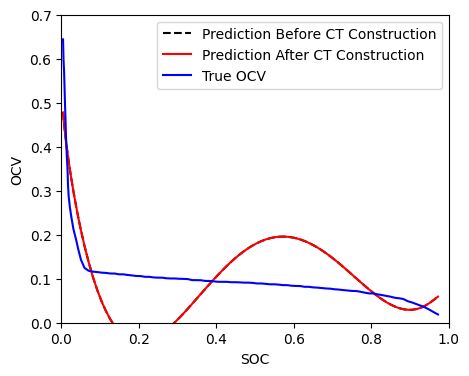 Prediction Before CT Construction
Prediction After CT Construction
True OCV
0.7
0.6
0.5
0.4
0.3
0.2
0.1
0.0
OCV
0.0 0.2 0.4 0.6 0.8 1.0
SOC